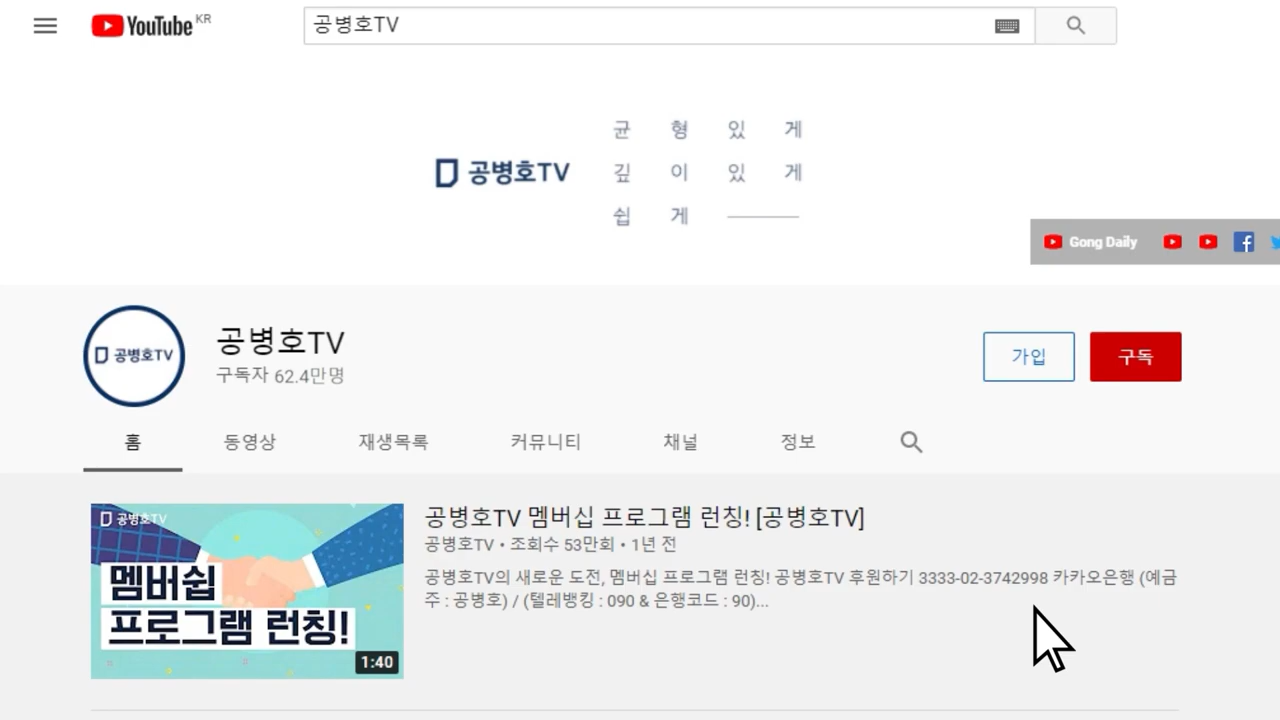 YouTube KR
공병호TV
공병호TV
균 형 있 게
깊 이 있 게
쉽 게
Gong Daily
공병호TV
공병호TV
구독자 62.4만명
가입
구독
홈
동영상
재생목록
커뮤니티
채널
정보
공병호TV
멤버쉽
프로그램 런칭!
1:40
공병호TV 멤버십 프로그램 런칭! [공병호TV]
공병호TV • 조회수 53만회 • 1년 전
공병호TV의 새로운 도전, 멤버십 프로그램 런칭! 공병호TV 후원하기 3333-02-3742998 카카오은행 (예금
주 : 공병호) / (텔레뱅킹 : 090 & 은행코드 : 90)...